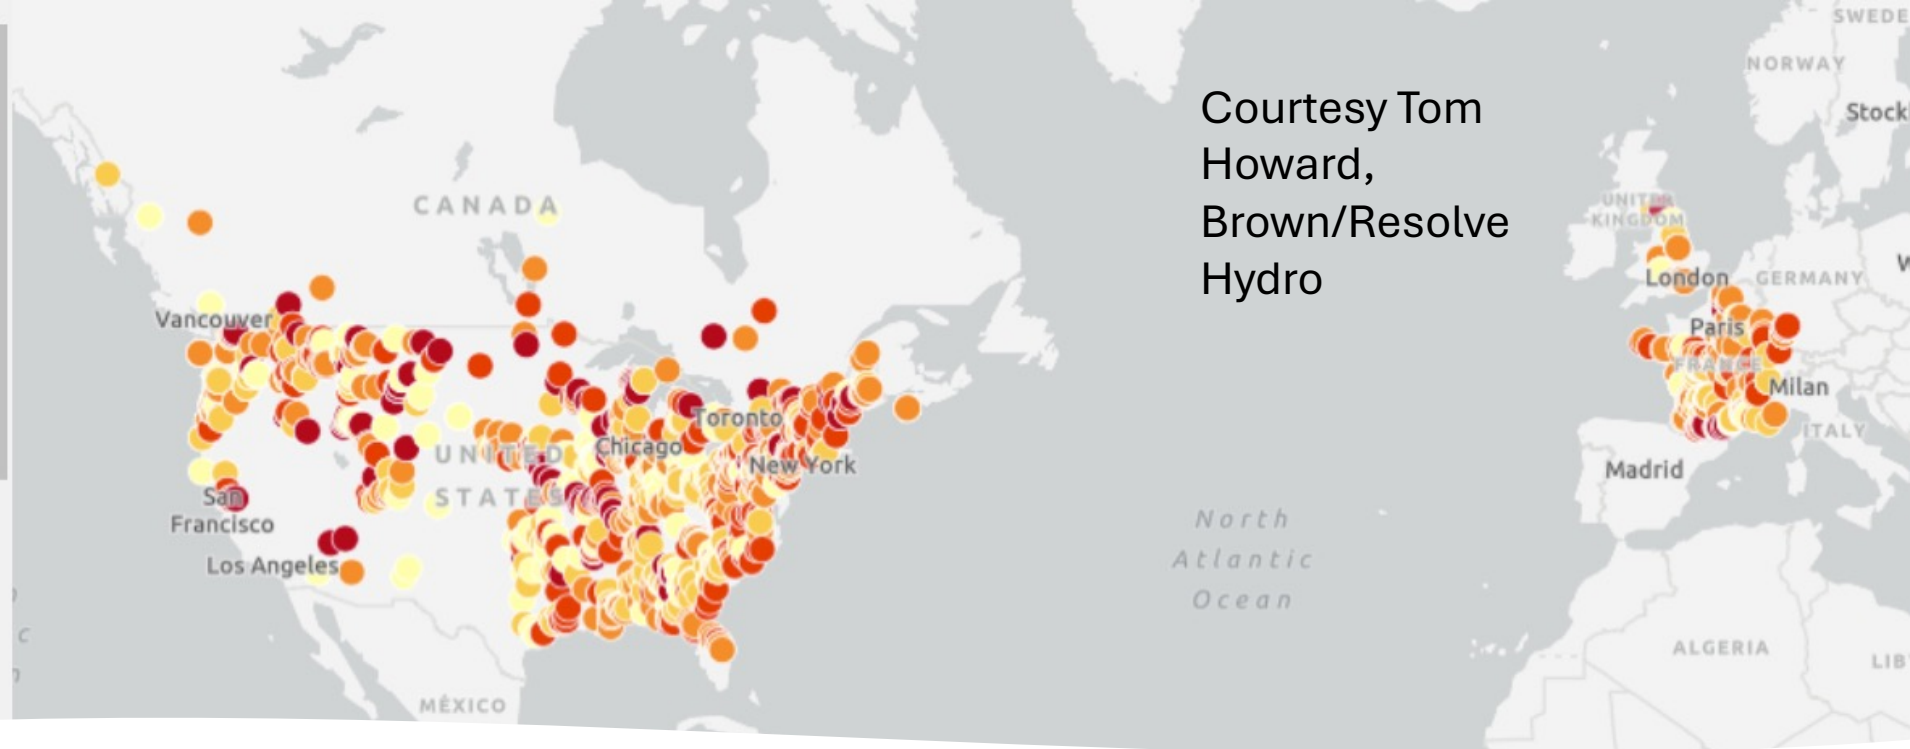 SWEDE
NORWAY
Stock
Courtesy Tom
Howard,
Brown/Resolve
Hydro
CANADA
UNITED
KINGDOM
London
GERMANY
W
Vancouver
Paris
FRANCE
Milan
Toronto
Chicago
UNITED
New York
ITALY
Madrid
STATES
San
Francisco
Los Angeles
North
Atlantic
Ocean
c
ALGERIA
LIB
MÉXICO